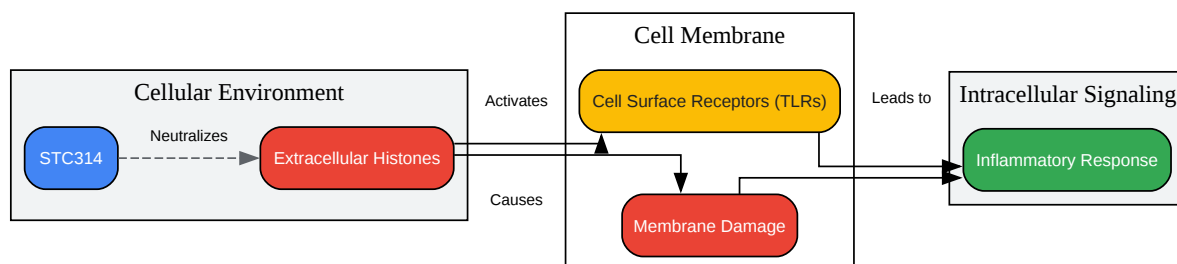 Cellular Environment
STC314
Neutralizes
Extracellular Histones
Activates
Causes
Cell Membrane
Cell Surface Receptors (TLRs)
Membrane Damage
Leads to
Intracellular Signaling
Inflammatory Response